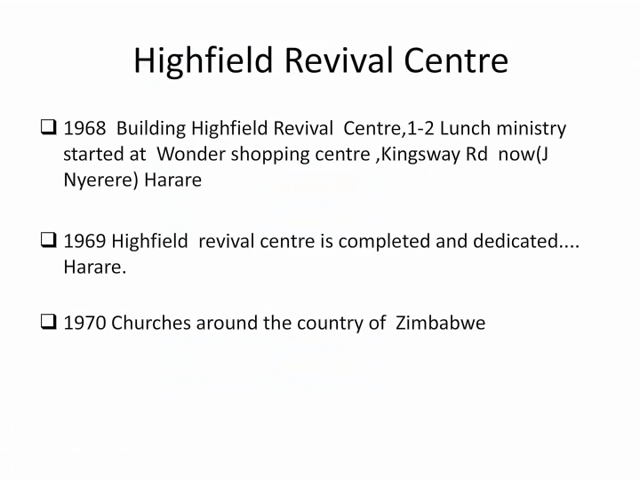 Highfield Revival Centre
❑ 1968  Building Highfield Revival  Centre,1-2 Lunch ministry
started at  Wonder shopping centre ,Kingsway Rd  now(J
Nyerere) Harare
❑ 1969 Highfield  revival centre is completed and dedicated....
Harare.
❑ 1970 Churches around the country of  Zimbabwe